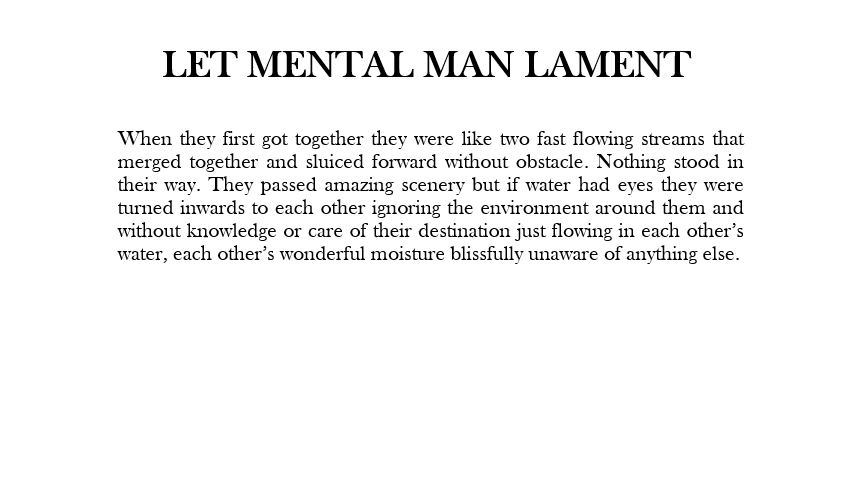 LET MENTAL MAN LAMENT
When they first got together they were like two fast flowing streams that
merged together and sluiced forward without obstacle. Nothing stood in
their way. They passed amazing scenery but if water had eyes they were
turned inwards to each other ignoring the environment around them and
without knowledge or care of their destination just flowing in each other’s
water, each other’s wonderful moisture blissfully unaware of anything else.